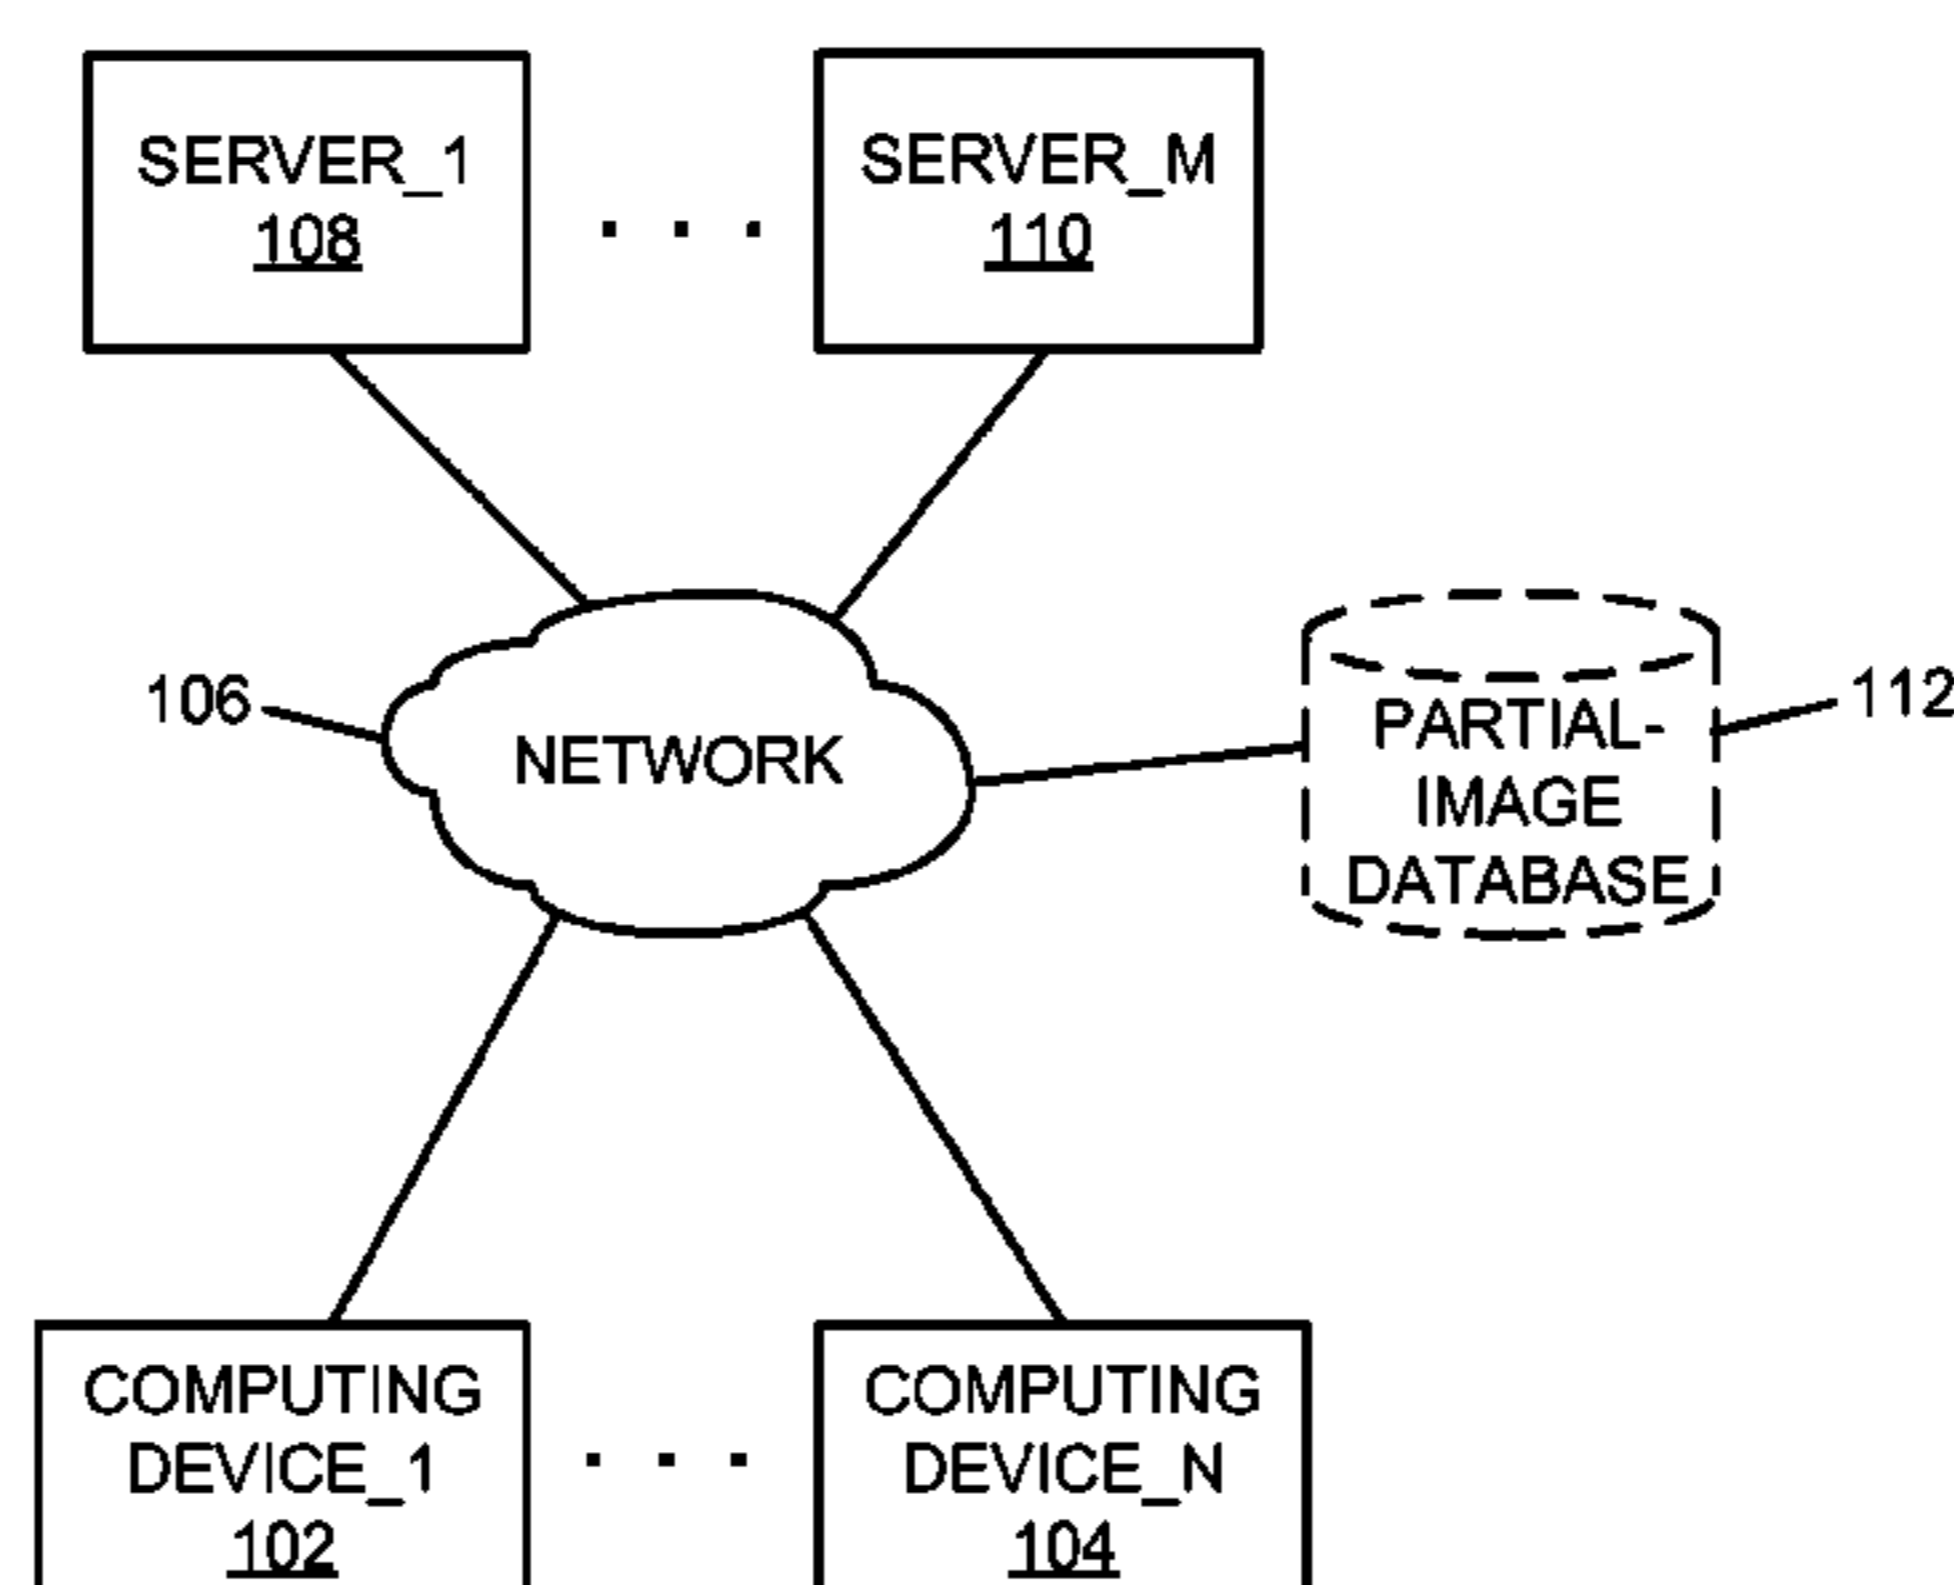 SERVER_1
108
. . .
SERVER_M
110
106
NETWORK
PARTIAL-
IMAGE
DATABASE
112
COMPUTING
DEVICE_1
102
. . .
COMPUTING
DEVICE_N
104